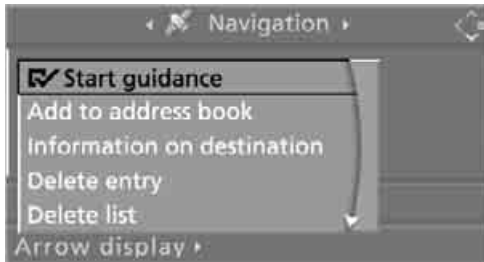 Navigation
Start guidance
Add to address book
Information on destination
Delete entry
Delete list
Arrow display